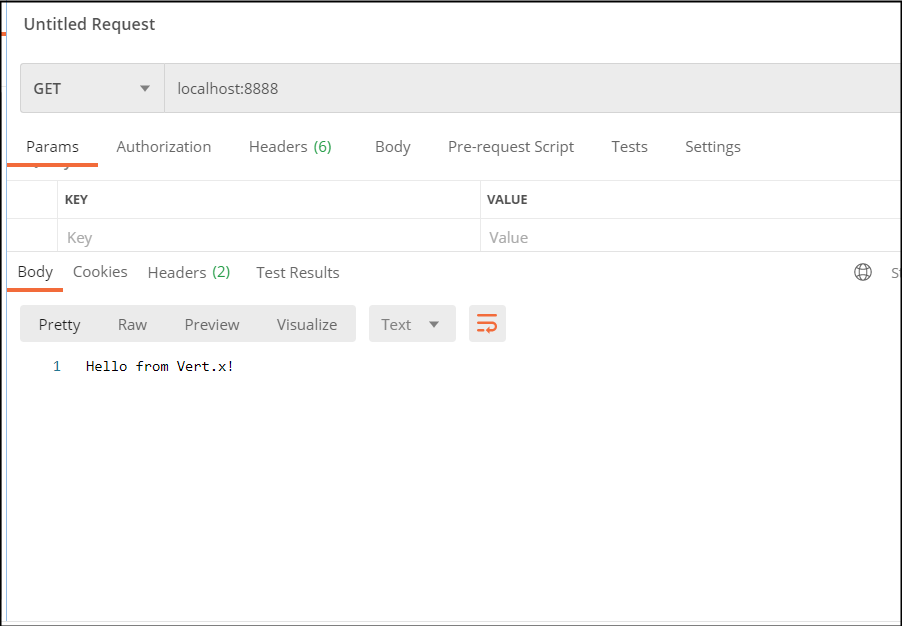 Untitled Request
GET localhost:8888
Params Authorization Headers (6) Body Pre-request Script Tests Settings
KEY VALUE
Key Value
Body Cookies Headers (2) Test Results
Pretty Raw Preview Visualize Text
1 Hello from Vert.x!